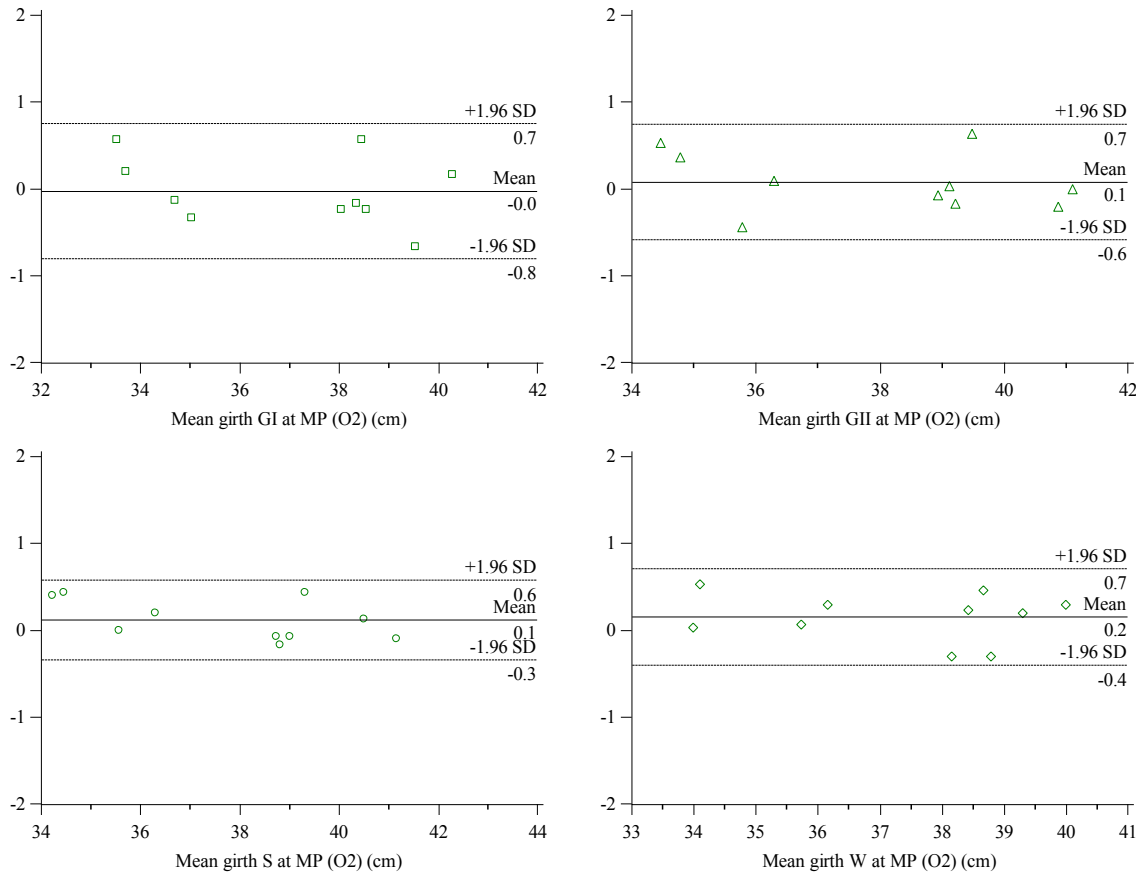 2
1
0
-1
-2
+1.96 SD
0.7
Mean
-0.0
-1.96 SD
-0.8
32 34 36 38 40 42
Mean girth GI at MP (O2) (cm)
2
1
0
-1
-2
+1.96 SD
0.7
Mean
0.1
-1.96 SD
-0.6
34 36 38 40 42
Mean girth GII at MP (O2) (cm)
2
1
0
-1
-2
+1.96 SD
0.6
Mean
0.1
-1.96 SD
-0.3
34 36 38 40 42 44
Mean girth S at MP (O2) (cm)
2
1
0
-1
-2
+1.96 SD
0.7
Mean
0.2
-1.96 SD
-0.4
33 34 35 36 37 38 39 40 41
Mean girth W at MP (O2) (cm)